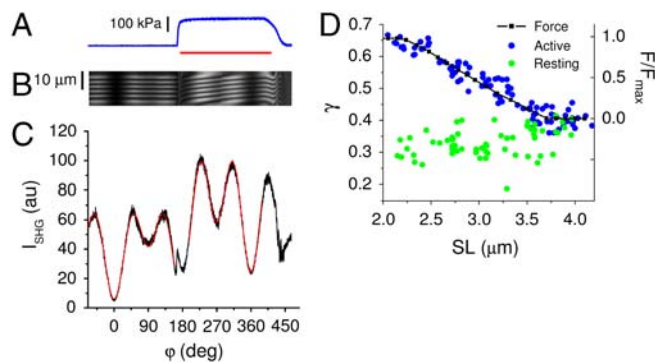 A
100 kPa
B
10 μm
C
120
100
80
60
40
20
0
I_SHG (au)
0 90 180 270 360 450
φ (deg)
D
0.7
0.6
0.5
0.4
0.3
0.2
γ
Force
Active
Resting
1.0
0.5
0.0
F/F_max
2.0 2.5 3.0 3.5 4.0
SL (μm)